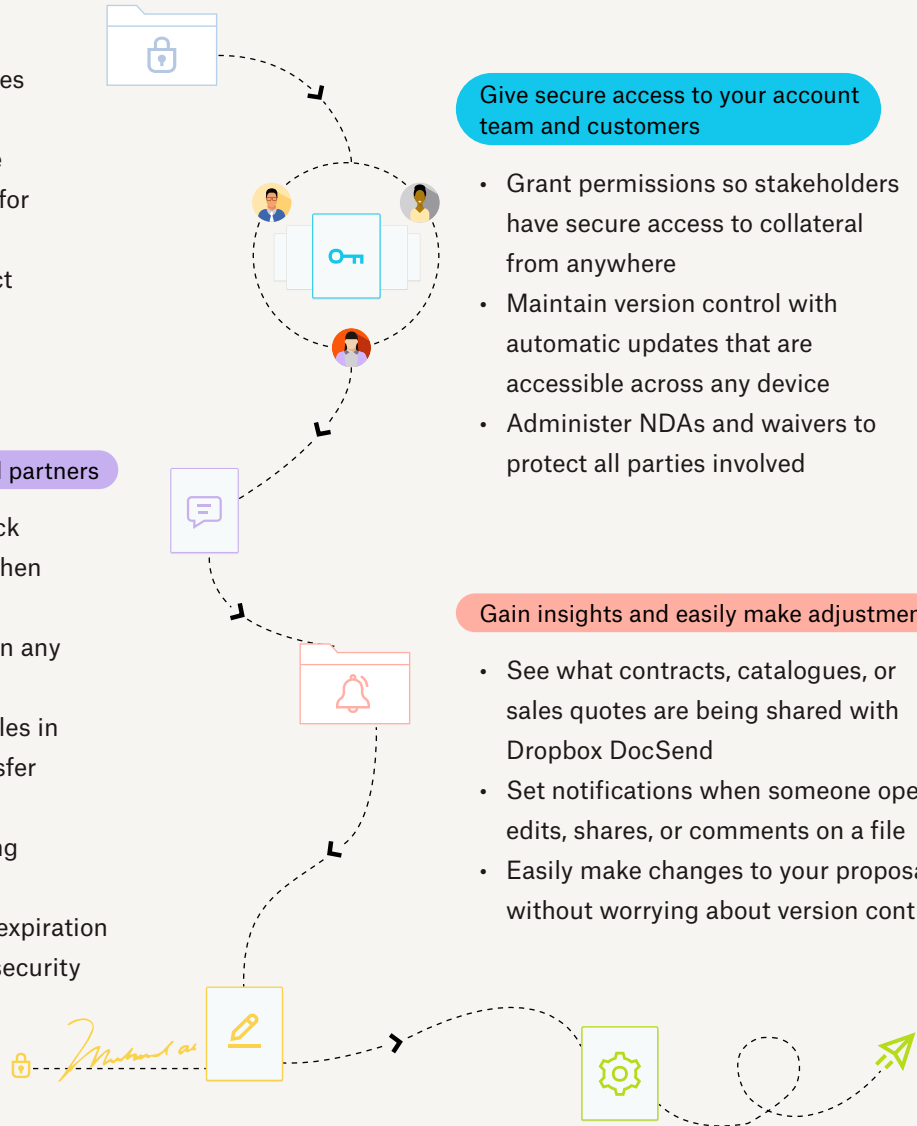 es
for
ct
Give secure access to your account
team and customers
• Grant permissions so stakeholders
have secure access to collateral
from anywhere
• Maintain version control with
automatic updates that are
accessible across any device
• Administer NDAs and waivers to
protect all parties involved
partners
ck
hen
n any
les in
sfer
ng
expiration
security
Gain insights and easily make adjustmen
• See what contracts, catalogues, or
sales quotes are being shared with
Dropbox DocSend
• Set notifications when someone ope
edits, shares, or comments on a file
• Easily make changes to your proposa
without worrying about version cont